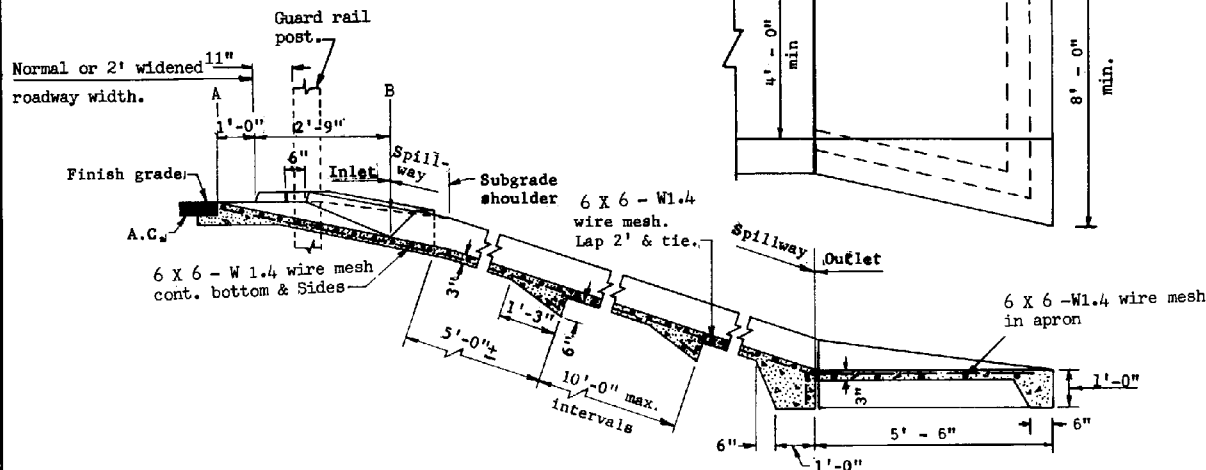 Guard rail
post.
11"
Normal or 2' widened
roadway width.
A
B
1'-0"
2'-9"
6"
Inlet
Spill-
way
Finish grade
Subgrade
shoulder
A.C.
6 X 6 - W1.4
wire mesh.
Lap 2' & tie.
6 X 6 - W 1.4 wire mesh
cont. bottom & Sides
3"
1'-3"
6"
5'-0"±
10'-0" max.
intervals
4' - 0"
min
8' - 0"
min.
Spillway
Outlet
6 X 6 -W1.4 wire mesh
in apron
3"
1'-0"
6"
5' - 6"
6"
1'-0"